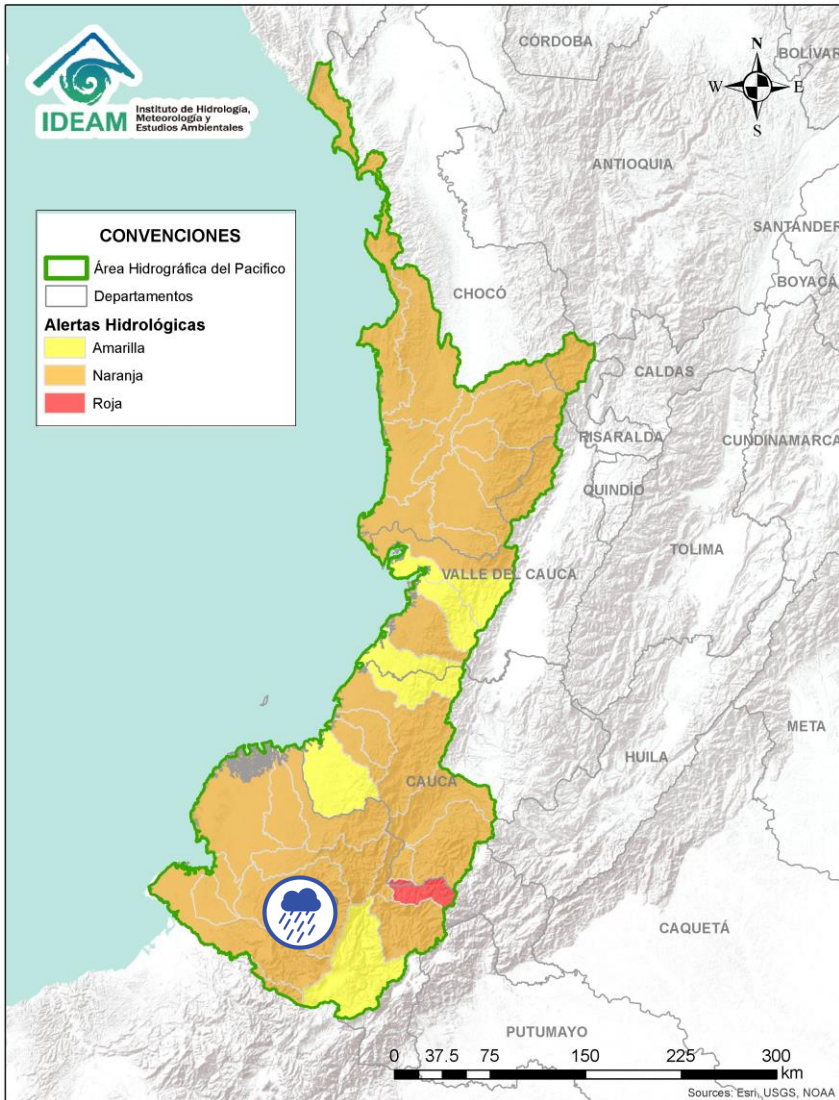 CÓRDOBA
BOLÍVAR
N
W
E
S
IDEAM
Instituto de Hidrología,
Meteorología y
Estudios Ambientales
ANTIOQUIA
SANTANDER
BOYACÁ
CONVENCIONES
Área Hidrográfica del Pacifico
Departamentos
Alertas Hidrológicas
Amarilla
Naranja
Roja
CHOCÓ
CALDAS
RISARALDA
CUNDINAMARCA
QUINDÍO
TOLIMA
VALLE DEL CAUCA
META
HUILA
CAUCA
CAQUETÁ
PUTUMAYO
0 37.5 75 150 225 300
km
Sources: Esri, USGS, NOAA